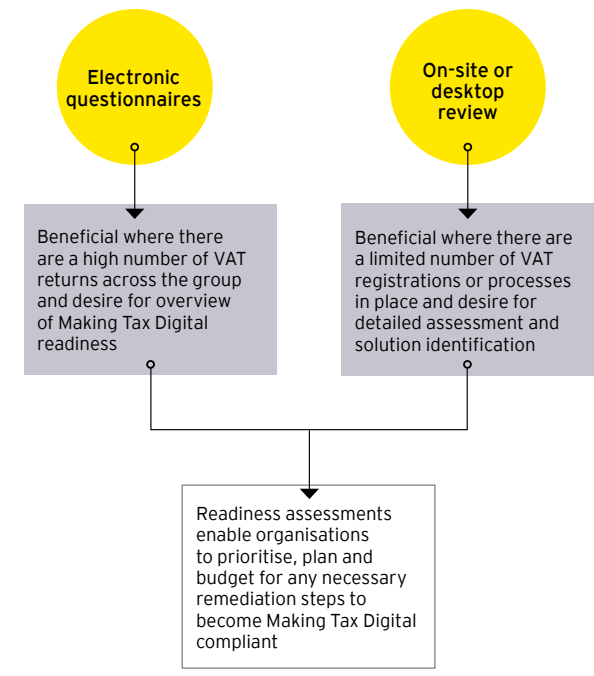 Electronic
questionnaires
On-site or
desktop
review
Beneficial where there
are a high number of VAT
returns across the group
and desire for overview
of Making Tax Digital
readiness
Beneficial where there are
a limited number of VAT
registrations or processes
in place and desire for
detailed assessment and
solution identification
Readiness assessments
enable organisations
to prioritise, plan and
budget for any necessary
remediation steps to
become Making Tax Digital
compliant